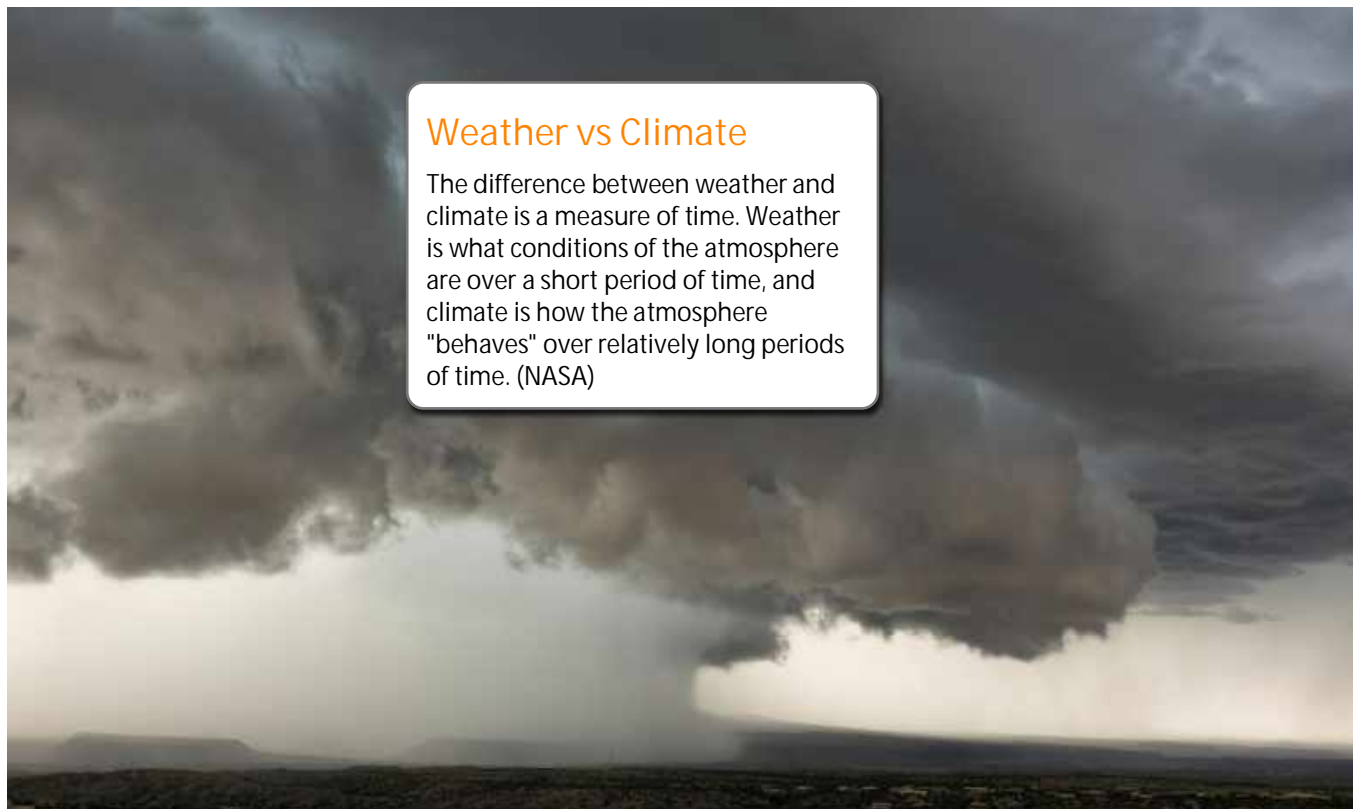 Weather vs Climate
The difference between weather and
climate is a measure of time. Weather
is what conditions of the atmosphere
are over a short period of time, and
climate is how the atmosphere
"behaves" over relatively long periods
of time. (NASA)